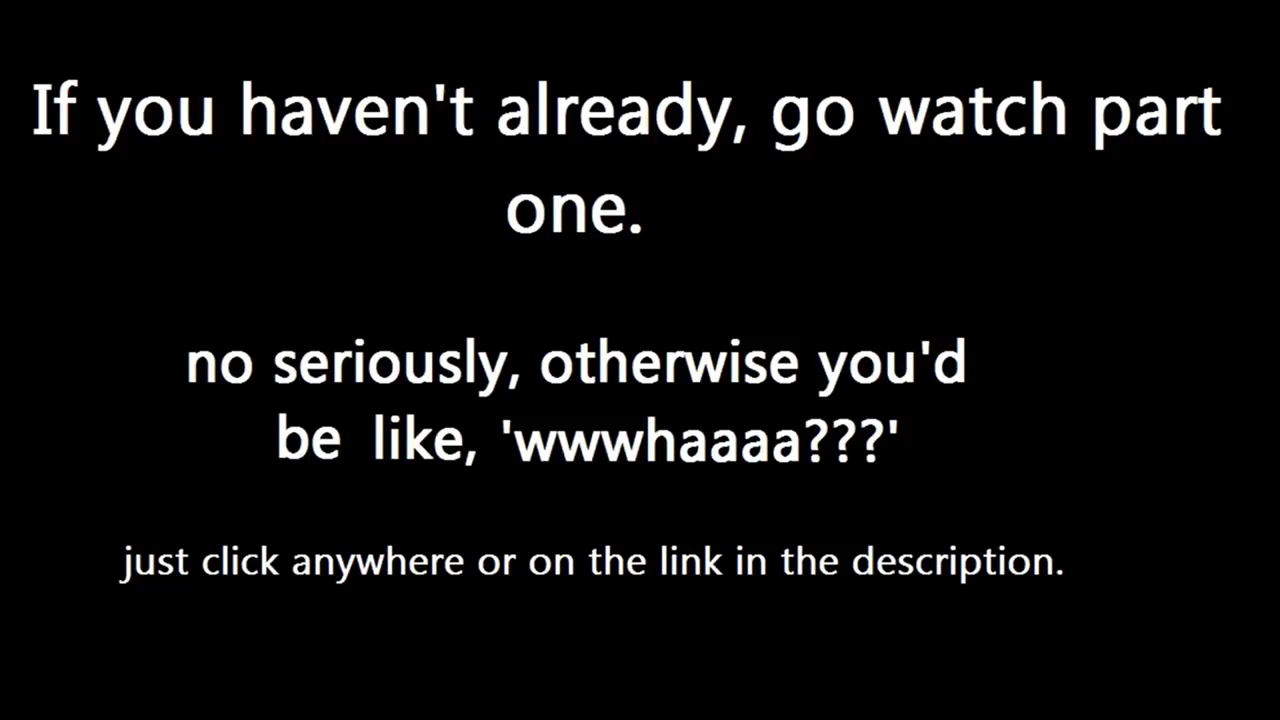 If you haven't already, go watch part
one.
no seriously, otherwise you'd
be like, 'wwwhaaaa???'
just click anywhere or on the link in the description.